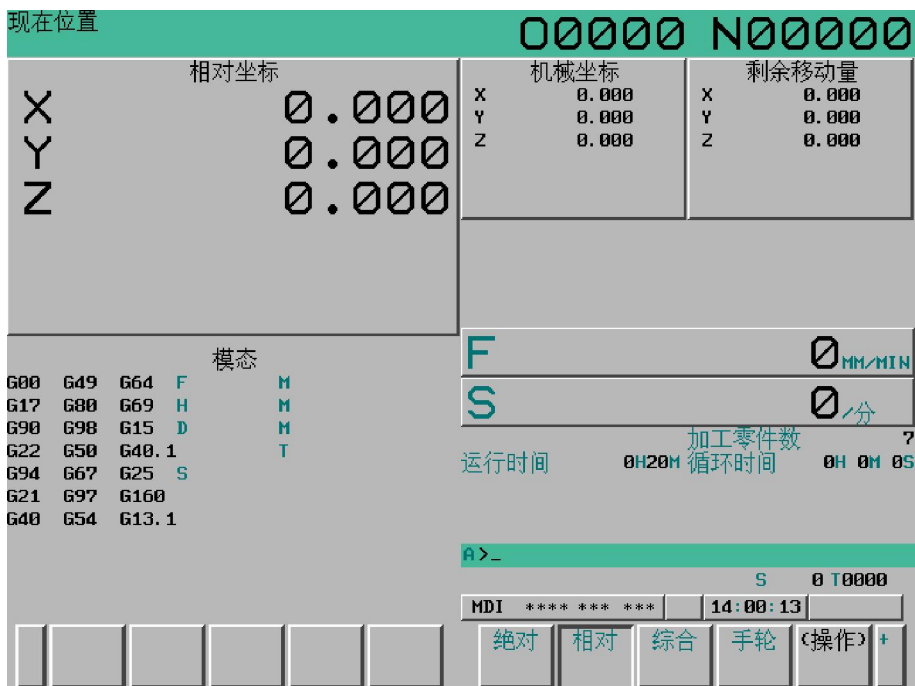 现在位置 O0000 N00000
相对坐标
X 0.000
Y 0.000
Z 0.000
机械坐标
X 0.000
Y 0.000
Z 0.000
剩余移动量
X 0.000
Y 0.000
Z 0.000
模态
G00 G49 G64 F M
G17 G80 G69 H M
G90 G98 G15 D M
G22 G50 G40.1 T
G94 G67 G25 S
G21 G97 G160
G40 G54 G13.1
F 0 MM/MIN
S 0 /分
加工零件数 7
运行时间 0H20M 循环时间 0H 0M 0S
A>_
S 0 T0000
MDI **** *** *** 14:00:13
绝对 相对 综合 手轮 (操作) +